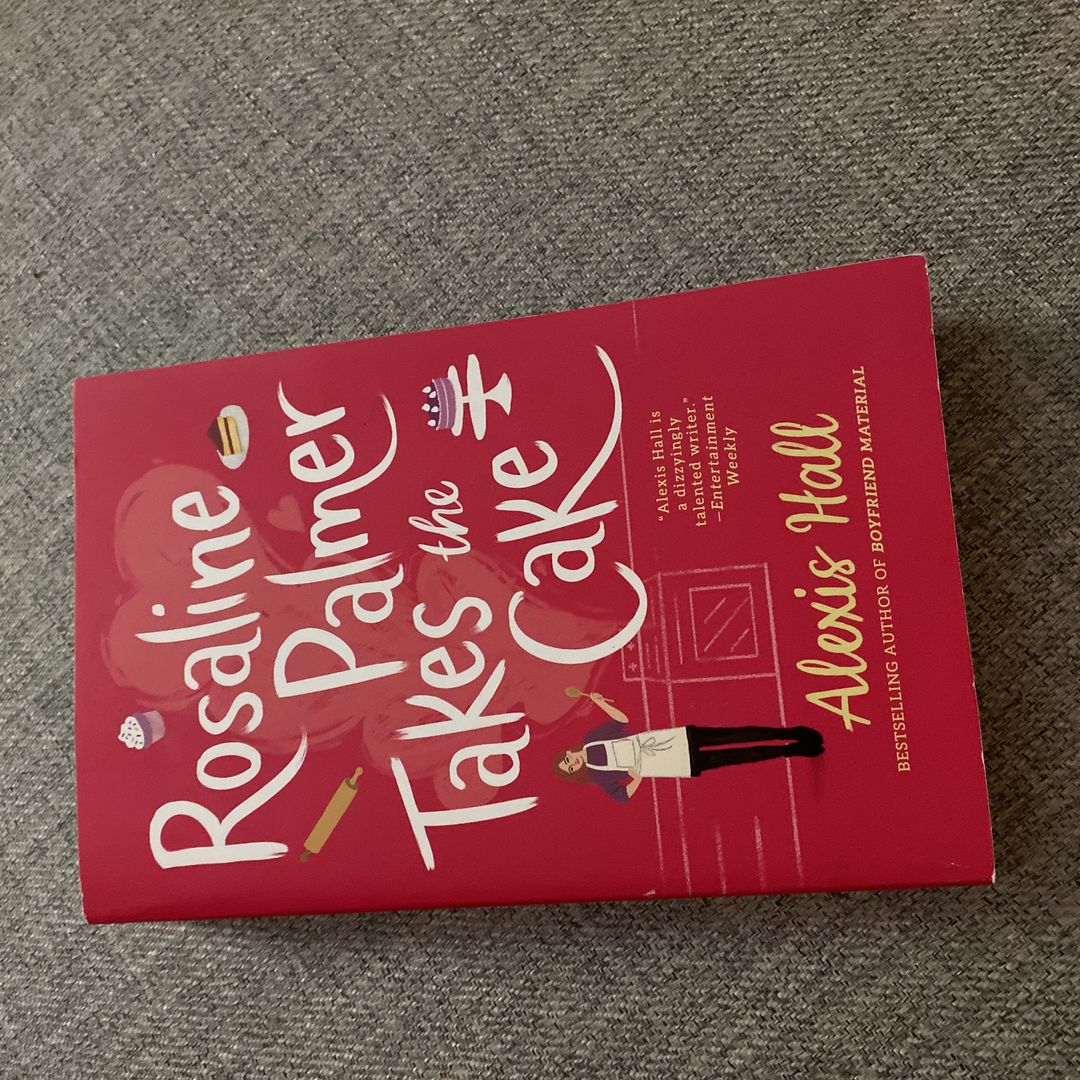 Rosaline
Palmer
Takes the
Cake
“Alexis Hall is
a dizzyingly
talented writer.”
—Entertainment
Weekly
Alexis Hall
BESTSELLING AUTHOR OF BOYFRIEND MATERIAL